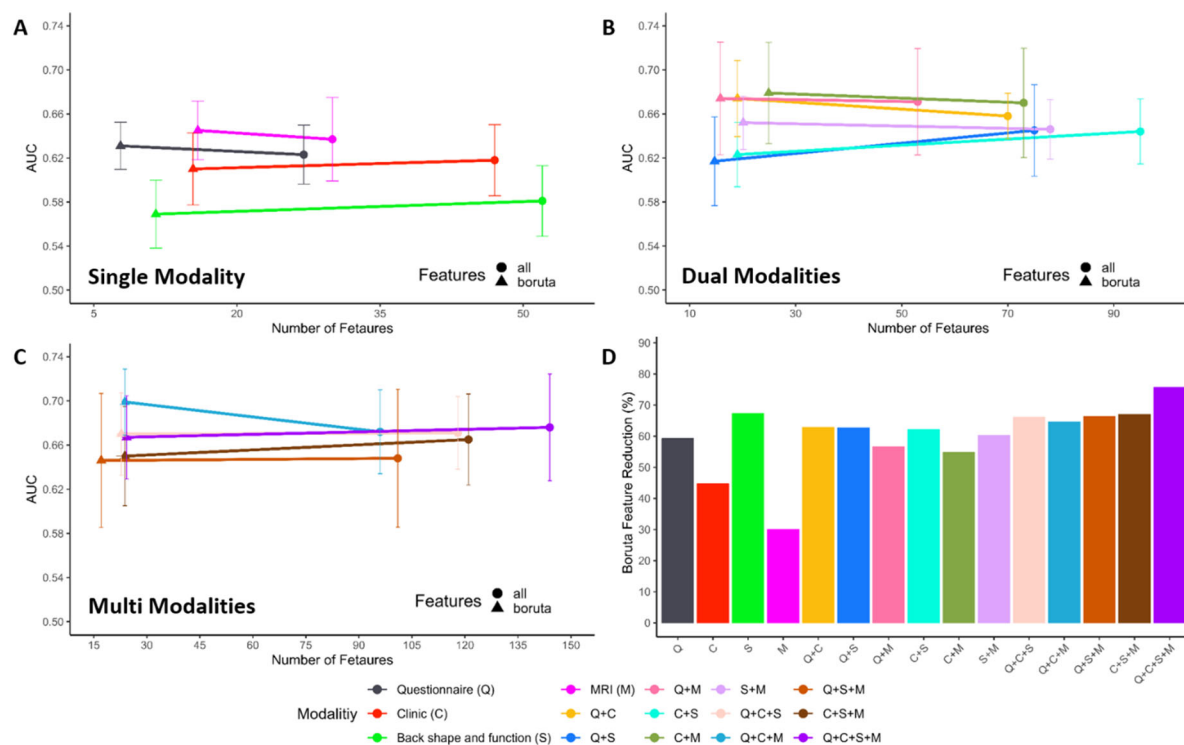 A
0.74
0.70
0.66
0.62
0.58
0.54
0.50
AUC
Single Modality
Features
all
boruta
5
20
35
50
Number of Fetaures
B
0.74
0.70
0.66
0.62
0.58
0.54
0.50
AUC
Dual Modalities
Features
all
boruta
10
30
50
70
90
Number of Fetaures
C
0.74
0.70
0.66
0.62
0.58
0.54
0.50
AUC
Multi Modalities
Features
all
boruta
15
30
45
60
75
90
105
120
135
150
Number of Fetaures
D
90
80
70
60
50
40
30
20
10
0
Boruta Feature Reduction (%)
Q
C
S
M
Q+C
Q+S
Q+M
C+S
C+M
S+M
Q+C+S
Q+C+M
Q+S+M
C+S+M
Q+C+S+M
Modalitiy
Questionnaire (Q)
Clinic (C)
Back shape and function (S)
MRI (M)
Q+C
Q+S
Q+M
C+S
C+M
S+M
Q+C+S
Q+C+M
Q+S+M
C+S+M
Q+C+S+M